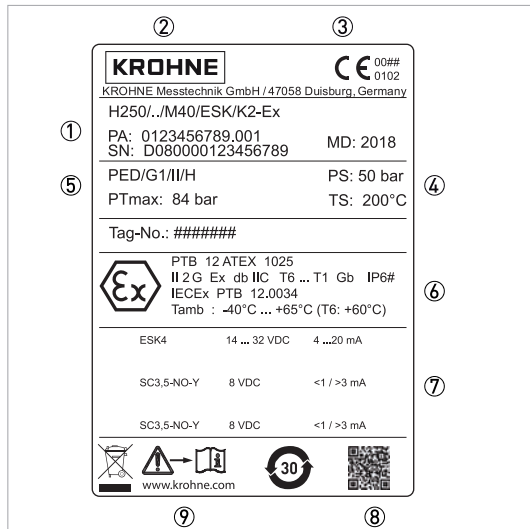 ② ③
KROHNE CE 00##
0102
KROHNE Messtechnik GmbH / 47058 Duisburg, Germany
H250/../M40/ESK/K2-Ex
① PA: 0123456789.001
SN: D080000123456789 MD: 2018
⑤ PED/G1/II/H PS: 50 bar ④
PTmax: 84 bar TS: 200°C
Tag-No.: #######
Ex PTB 12 ATEX 1025
II 2 G Ex db IIC T6 ... T1 Gb IP6#
IECEx PTB 12.0034 ⑥
Tamb : -40°C ... +65°C (T6: +60°C)
ESK4 14 ... 32 VDC 4 ...20 mA
SC3,5-NO-Y 8 VDC <1 / >3 mA ⑦
SC3,5-NO-Y 8 VDC <1 / >3 mA
30
www.krohne.com
⑨ ⑧